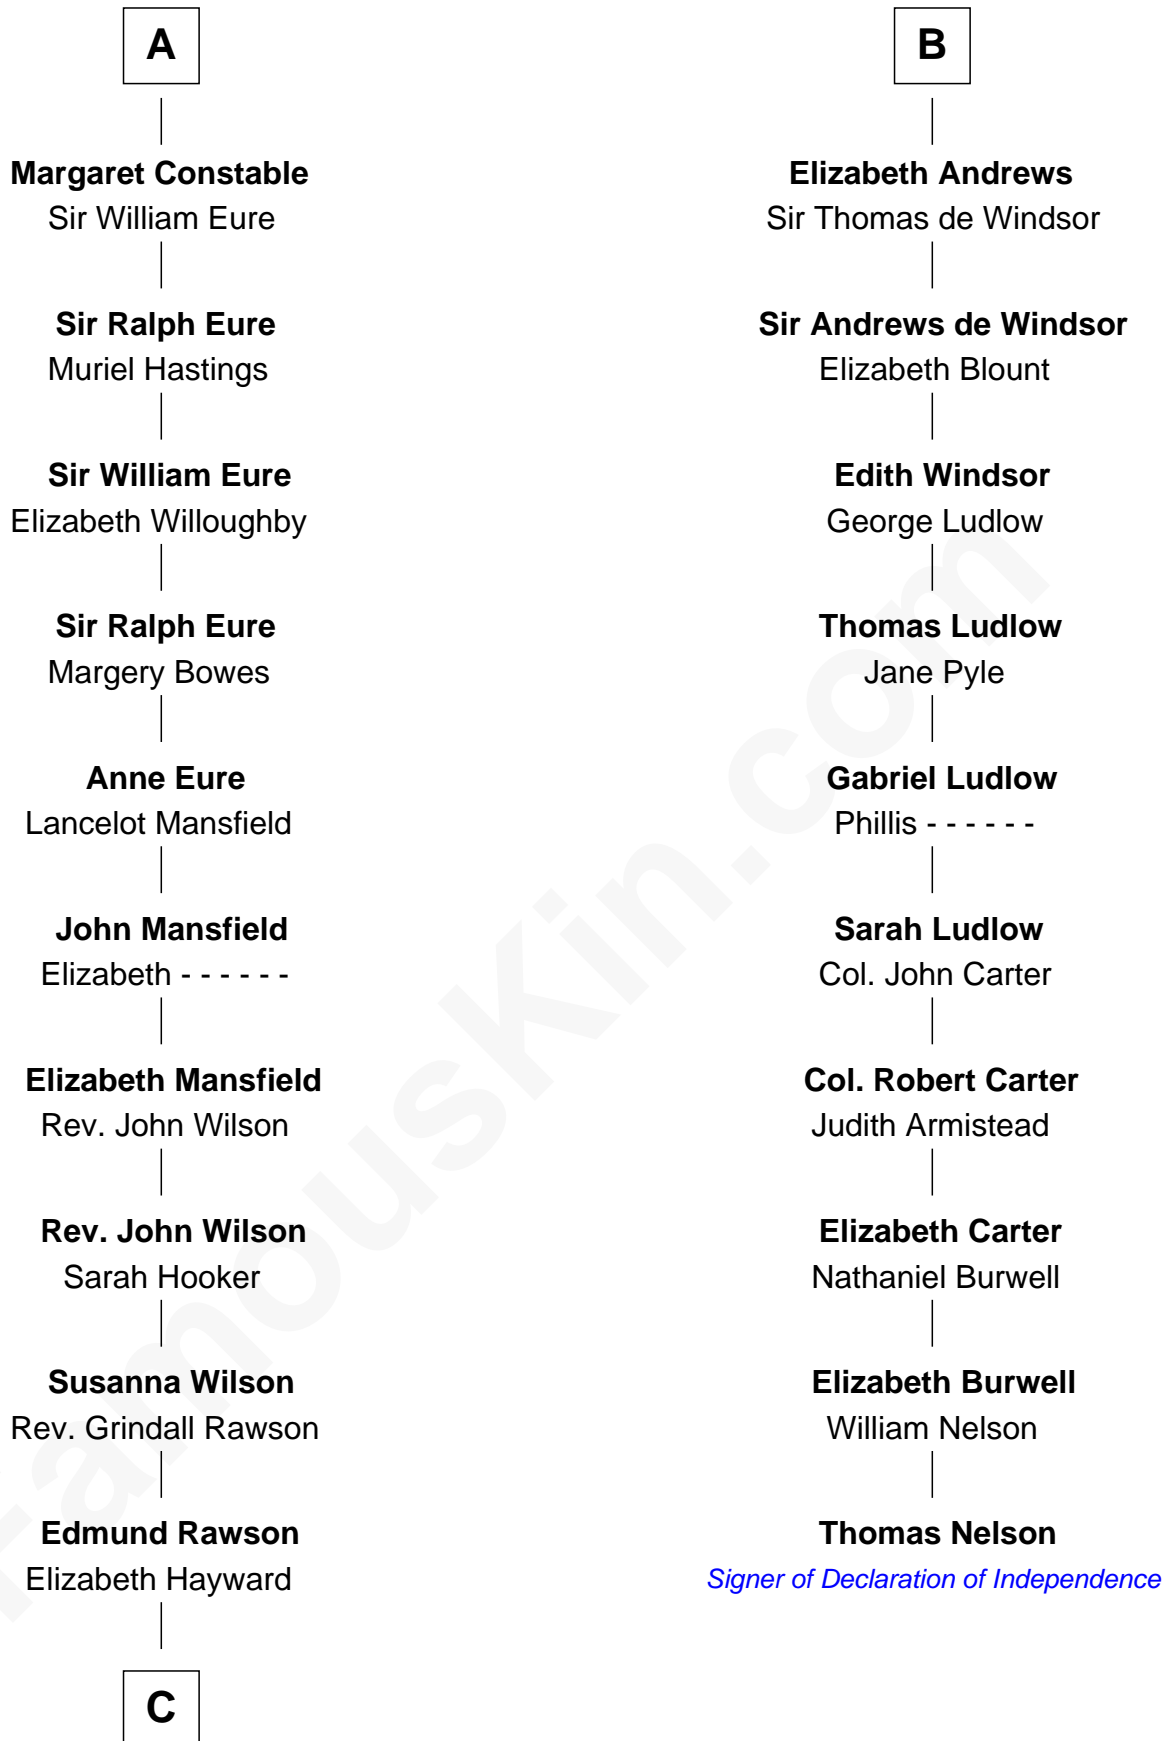 A
Margaret Constable
Sir William Eure
Sir Ralph Eure
Muriel Hastings
Sir William Eure
Elizabeth Willoughby
Sir Ralph Eure
Margery Bowes
Anne Eure
Lancelot Mansfield
John Mansfield
Elizabeth - - - - - -
Elizabeth Mansfield
Rev. John Wilson
Rev. John Wilson
Sarah Hooker
Susanna Wilson
Rev. Grindall Rawson
Edmund Rawson
Elizabeth Hayward
C
B
Elizabeth Andrews
Sir Thomas de Windsor
Sir Andrews de Windsor
Elizabeth Blount
Edith Windsor
George Ludlow
Thomas Ludlow
Jane Pyle
Gabriel Ludlow
Phillis - - - - - -
Sarah Ludlow
Col. John Carter
Col. Robert Carter
Judith Armistead
Elizabeth Carter
Nathaniel Burwell
Elizabeth Burwell
William Nelson
Thomas Nelson
Signer of Declaration of Independence
FamousKin.com